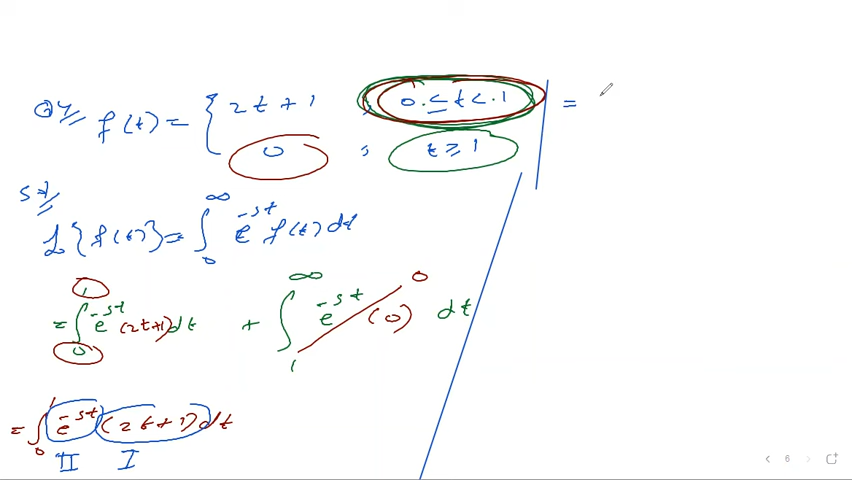 Q4 f(t) = { 2t + 1 , 0 ≤ t < 1 =
0 , t ≥ 1
Sol
L{f(t)} = ∫₀^∞ e^-st f(t) dt
= ∫₀^1 e^-st (2t+1) dt + ∫₁^∞ e^-st (0) dt 0
= ∫₀^1 e^-st (2t+1) dt
II I
6